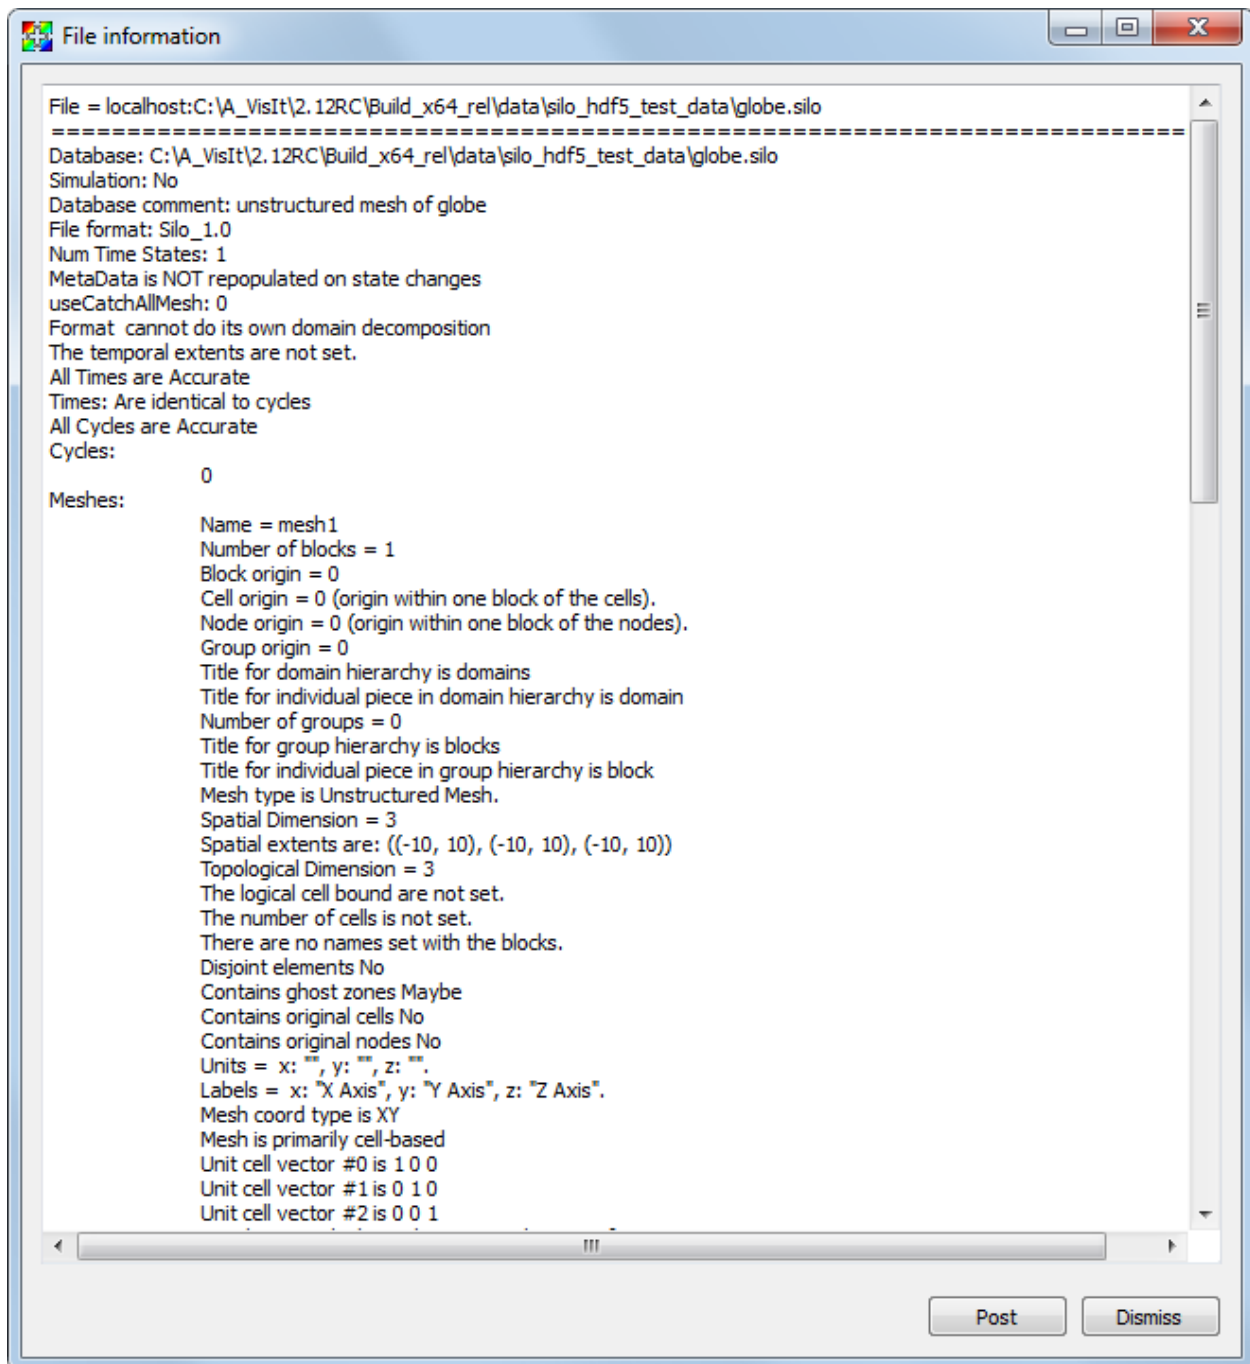 File information
File = localhost:C:\A_VisIt\2.12RC\Build_x64_rel\data\silo_hdf5_test_data\globe.silo
===========================================================================
Database: C:\A_VisIt\2.12RC\Build_x64_rel\data\silo_hdf5_test_data\globe.silo
Simulation: No
Database comment: unstructured mesh of globe
File format: Silo_1.0
Num Time States: 1
MetaData is NOT repopulated on state changes
useCatchAllMesh: 0
Format  cannot do its own domain decomposition
The temporal extents are not set.
All Times are Accurate
Times: Are identical to cycles
All Cycles are Accurate
Cycles:
0
Meshes:
Name = mesh1
Number of blocks = 1
Block origin = 0
Cell origin = 0 (origin within one block of the cells).
Node origin = 0 (origin within one block of the nodes).
Group origin = 0
Title for domain hierarchy is domains
Title for individual piece in domain hierarchy is domain
Number of groups = 0
Title for group hierarchy is blocks
Title for individual piece in group hierarchy is block
Mesh type is Unstructured Mesh.
Spatial Dimension = 3
Spatial extents are: ((-10, 10), (-10, 10), (-10, 10))
Topological Dimension = 3
The logical cell bound are not set.
The number of cells is not set.
There are no names set with the blocks.
Disjoint elements No
Contains ghost zones Maybe
Contains original cells No
Contains original nodes No
Units =  x: "", y: "", z: "".
Labels =  x: "X Axis", y: "Y Axis", z: "Z Axis".
Mesh coord type is XY
Mesh is primarily cell-based
Unit cell vector #0 is 1 0 0
Unit cell vector #1 is 0 1 0
Unit cell vector #2 is 0 0 1
Post
Dismiss